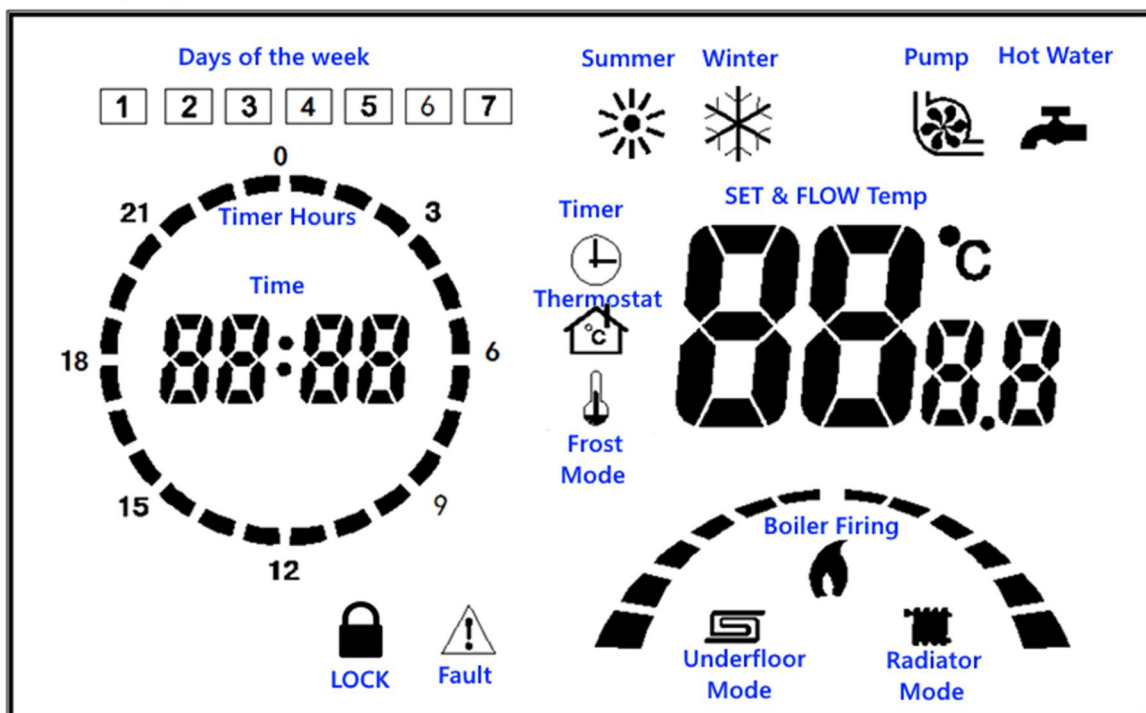 Days of the week
1 2 3 4 5 6 7
Summer Winter
Pump Hot Water
0
21
3
Timer Hours
Time
88:88
18
6
15
9
12
LOCK
Fault
Timer
Thermostat
°C
Frost
Mode
SET & FLOW Temp
88 °C
8.8
Boiler Firing
Underfloor
Mode
Radiator
Mode